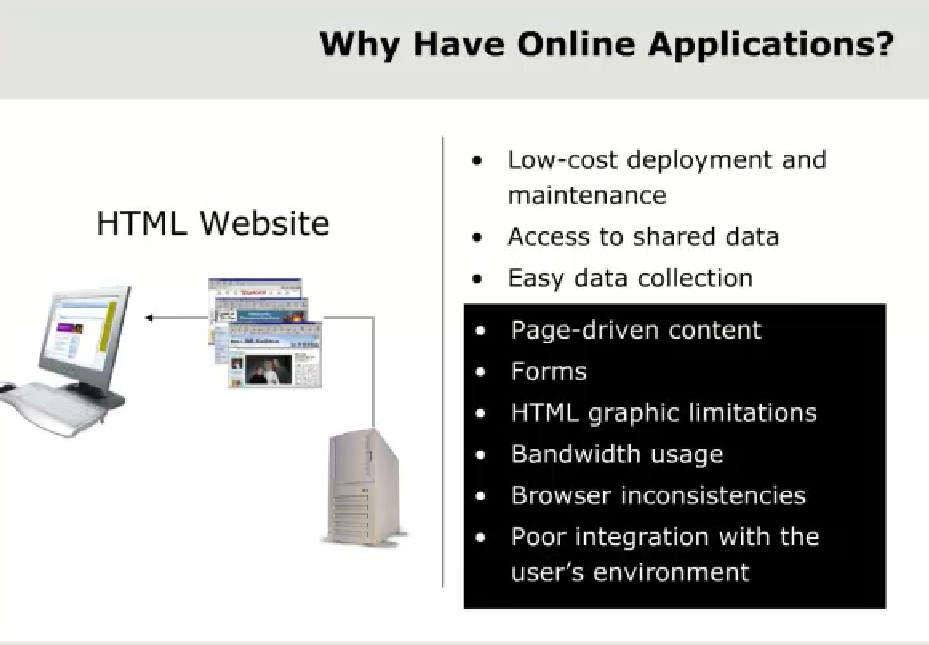 Why Have Online Applications?
HTML Website
• Low-cost deployment and
maintenance
• Access to shared data
• Easy data collection
• Page-driven content
• Forms
• HTML graphic limitations
• Bandwidth usage
• Browser inconsistencies
• Poor integration with the
user's environment